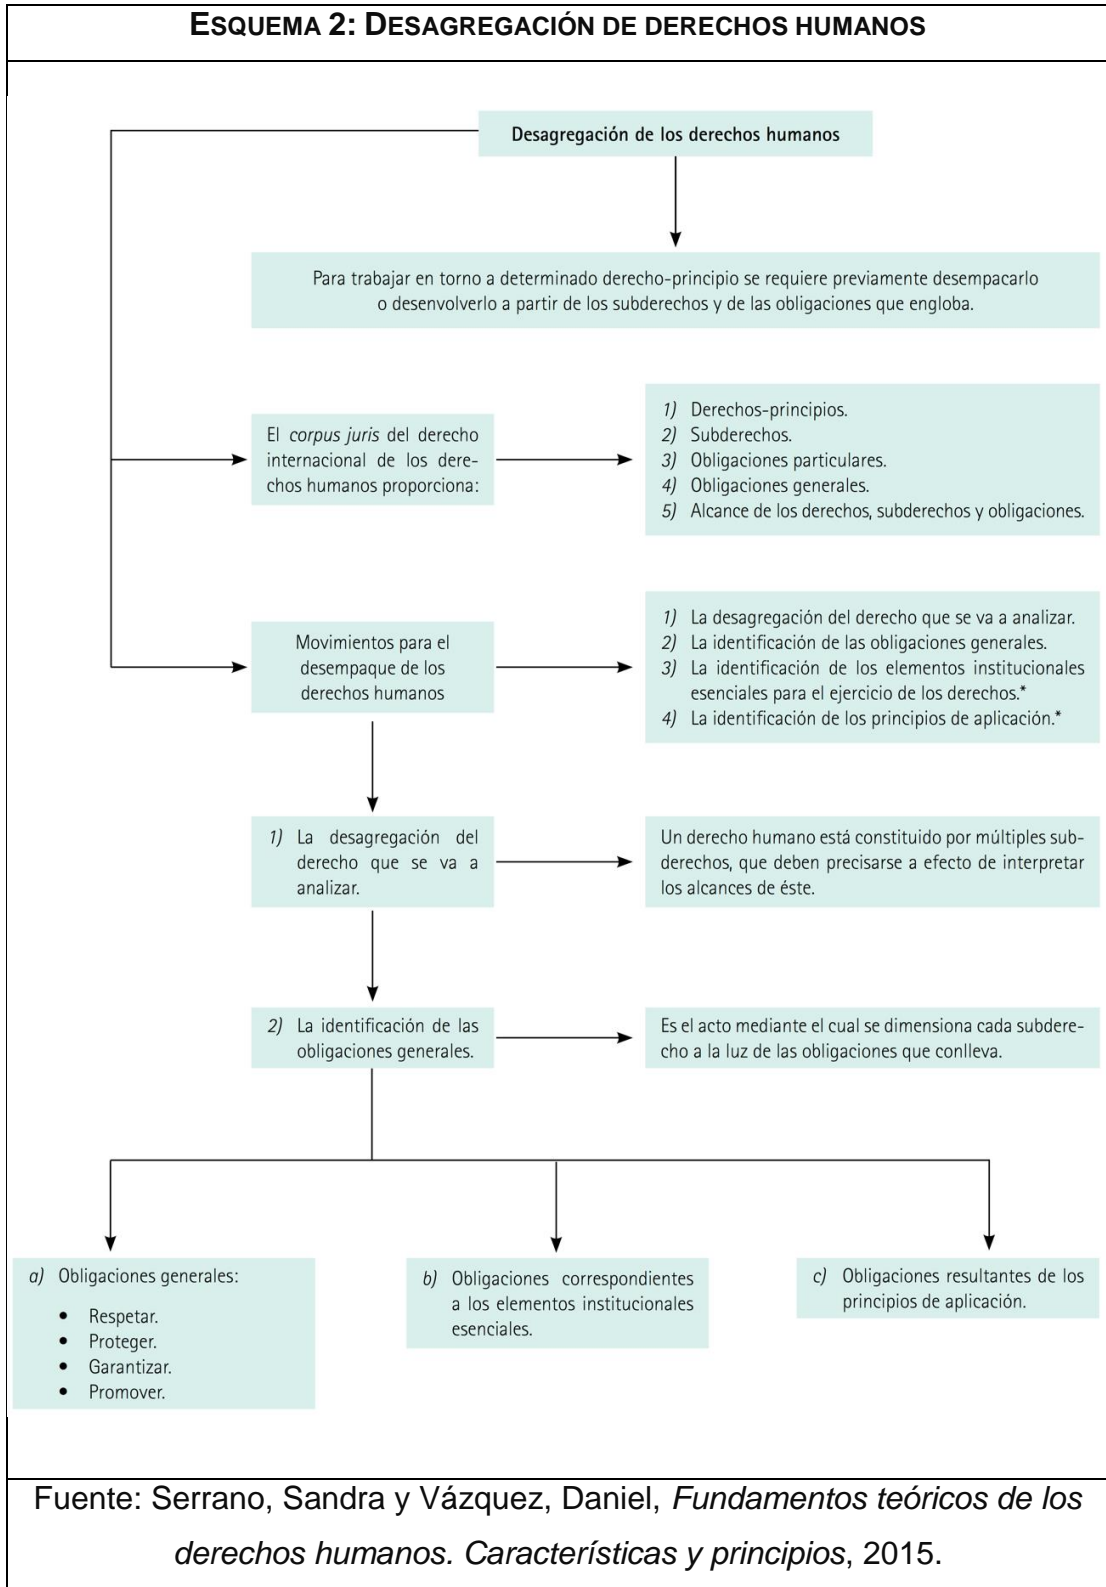 ESQUEMA 2: DESAGREGACIÓN DE DERECHOS HUMANOS
Desagregación de los derechos humanos
Para trabajar en torno a determinado derecho-principio se requiere previamente desempacarlo
o desenvolverlo a partir de los subderechos y de las obligaciones que engloba.
El corpus juris del derecho
internacional de los dere-
chos humanos proporciona:
1) Derechos-principios.
2) Subderechos.
3) Obligaciones particulares.
4) Obligaciones generales.
5) Alcance de los derechos, subderechos y obligaciones.
Movimientos para el
desempaque de los
derechos humanos
1) La desagregación del derecho que se va a analizar.
2) La identificación de las obligaciones generales.
3) La identificación de los elementos institucionales
esenciales para el ejercicio de los derechos.*
4) La identificación de los principios de aplicación.*
1) La desagregación del
derecho que se va a
analizar.
Un derecho humano está constituido por múltiples sub-
derechos, que deben precisarse a efecto de interpretar
los alcances de éste.
2) La identificación de las
obligaciones generales.
Es el acto mediante el cual se dimensiona cada subdere-
cho a la luz de las obligaciones que conlleva.
a) Obligaciones generales:
• Respetar.
• Proteger.
• Garantizar.
• Promover.
b) Obligaciones correspondientes
a los elementos institucionales
esenciales.
c) Obligaciones resultantes de los
principios de aplicación.
Fuente: Serrano, Sandra y Vázquez, Daniel, Fundamentos teóricos de los
derechos humanos. Características y principios, 2015.